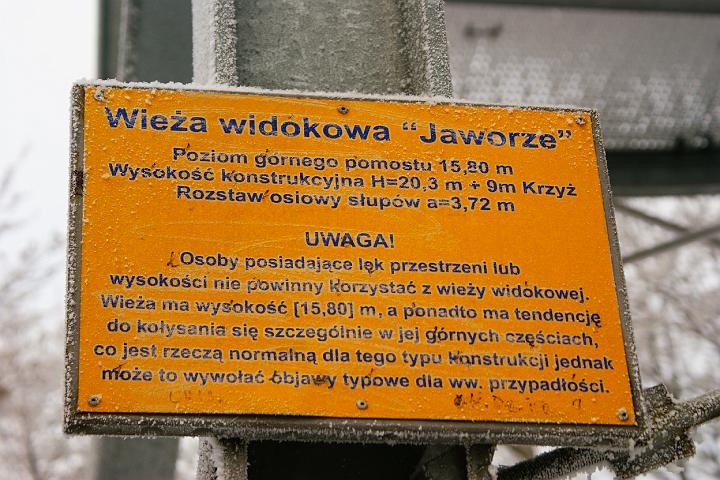 Wieża widokowa “Jaworze”
Poziom górnego pomostu 15,80 m
Wysokość konstrukcyjna H=20,3 m + 9m Krzyż
Rozstaw osiowy słupów a=3,72 m
UWAGA!
Osoby posiadające lęk przestrzeni lub
wysokości nie powinny korzystać z wieży widokowej.
Wieża ma wysokość [15,80] m, a ponadto ma tendencję
do kołysania się szczególnie w jej górnych częściach,
co jest rzeczą normalną dla tego typu konstrukcji jednak
może to wywołać objawy typowe dla ww. przypadłości.